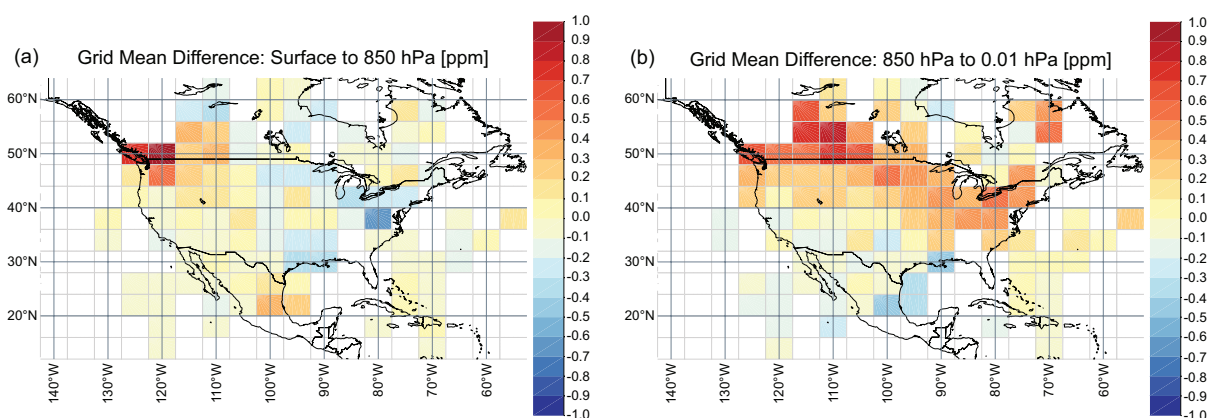 (a) Grid Mean Difference: Surface to 850 hPa [ppm]
60°N
50°N
40°N
30°N
20°N
140°W
130°W
120°W
110°W
100°W
90°W
80°W
70°W
60°W
1.0
0.9
0.8
0.7
0.6
0.5
0.4
0.3
0.2
0.1
0.0
-0.1
-0.2
-0.3
-0.4
-0.5
-0.6
-0.7
-0.8
-0.9
-1.0
(b) Grid Mean Difference: 850 hPa to 0.01 hPa [ppm]
60°N
50°N
40°N
30°N
20°N
140°W
130°W
120°W
110°W
100°W
90°W
80°W
70°W
60°W
1.0
0.9
0.8
0.7
0.6
0.5
0.4
0.3
0.2
0.1
0.0
-0.1
-0.2
-0.3
-0.4
-0.5
-0.6
-0.7
-0.8
-0.9
-1.0